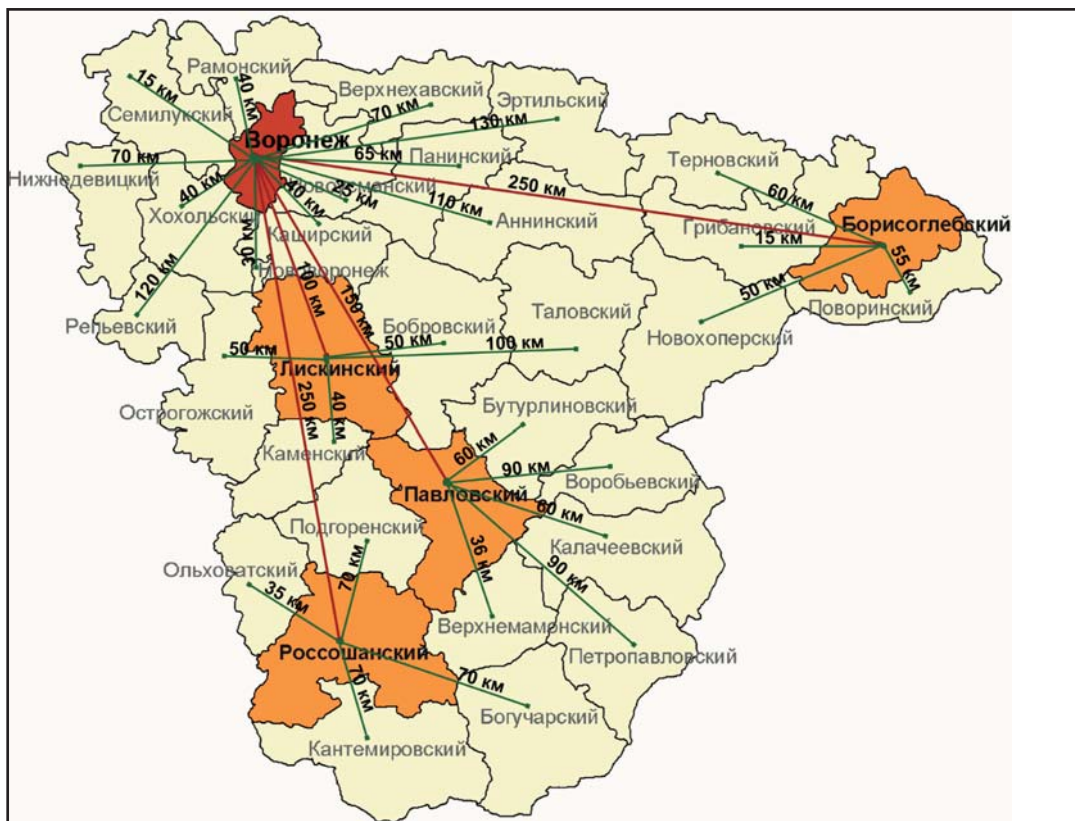 Рамонский
15 км
40 км
Верхнехавский
Эртильский
Семилукский
70 км
130 км
Воронеж
65 км
Панинский
Терновский
70 км
Нижнедевицкий
250 км
60 км
40 км
25 км
40 км
Хохольский
110 км
Аннинский
Грибановский
Борисоглебский
Каширский
15 км
30 км
55 км
120 км
Нововоронеж
100 км
150 км
50 км
Поворинский
Репьевский
Бобровский
Таловский
Новохоперский
50 км
50 км
100 км
Лискинский
250 км
40 км
Острогожский
Бутурлиновский
Каменский
60 км
90 км
Воробьевский
Павловский
60 км
Подгоренский
36 км
Калачеевский
Ольховатский
70 км
90 км
35 км
Верхнемамонский
Россошанский
Петропавловский
70 км
70 км
Богучарский
Кантемировский